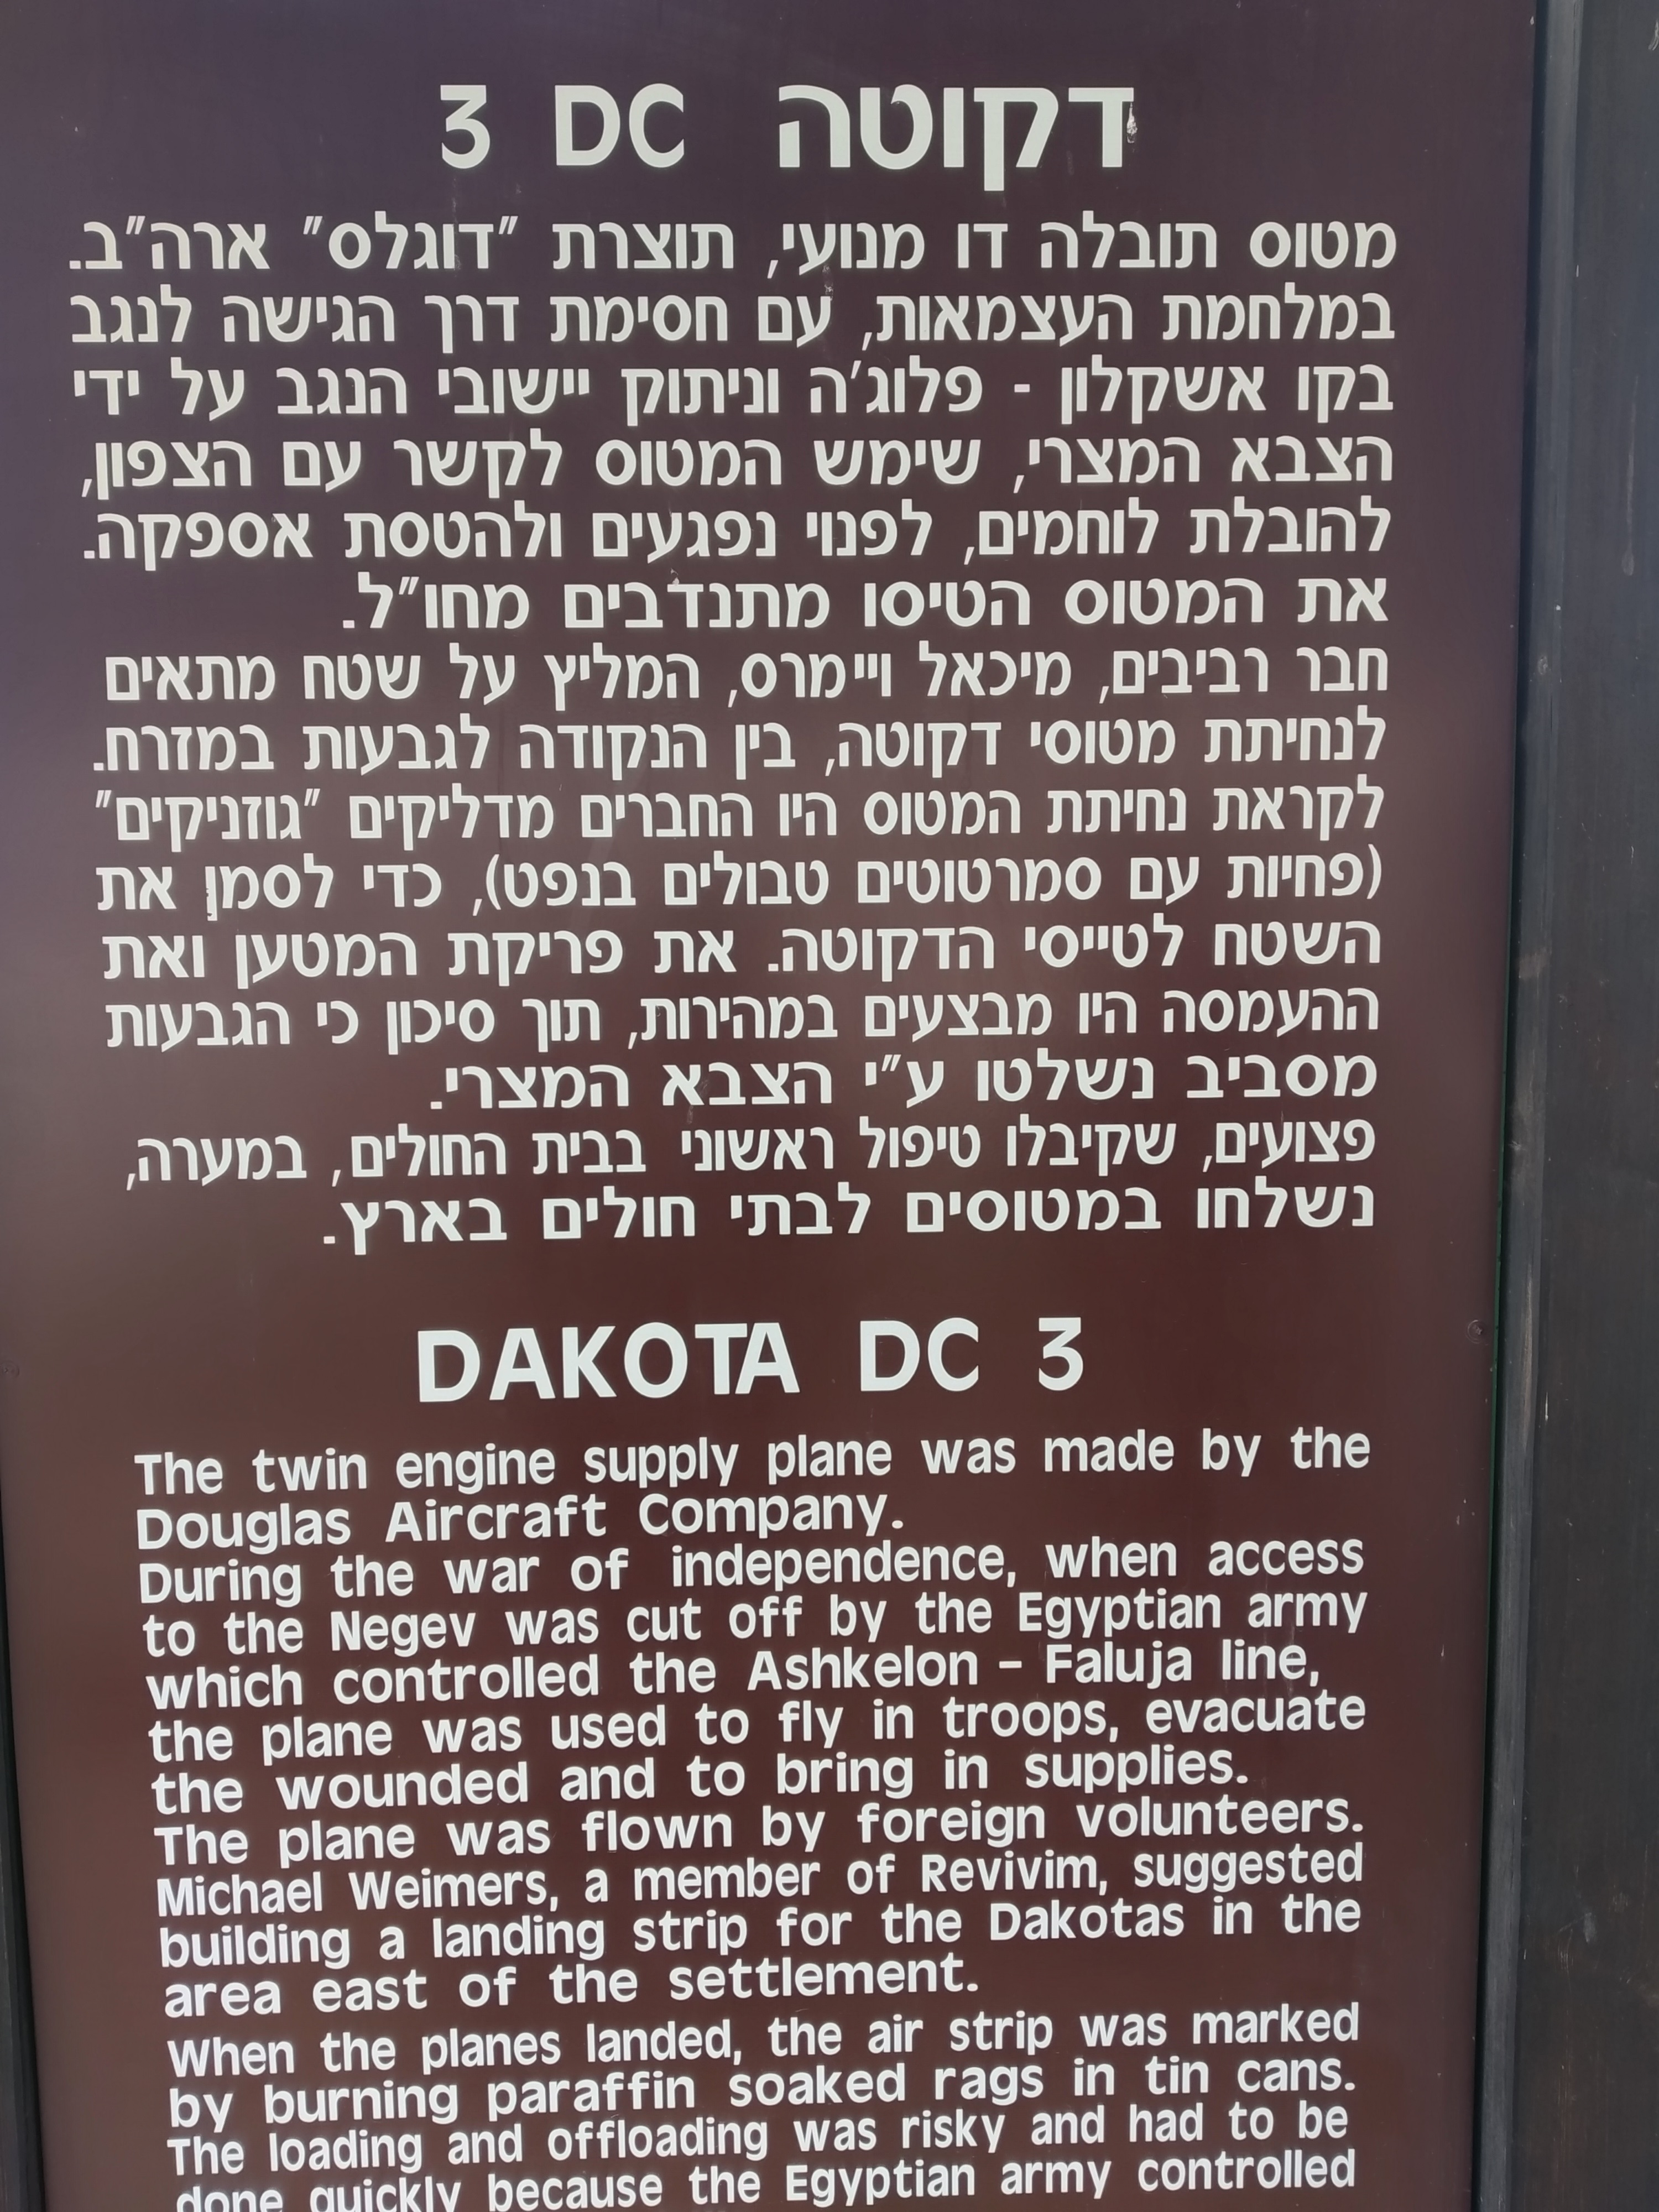 דקוטה DC 3
מטוס תובלה דו מנועי, תוצרת "דוגלס" ארה"ב.
במלחמת העצמאות, עם חסימת דרך הגישה לנגב
בקו אשקלון - פלוג'ה וניתוק יישובי הנגב על ידי
הצבא המצרי, שימש המטוס לקשר עם הצפון,
להובלת לוחמים, לפנוי נפגעים ולהטסת אספקה.
את המטוס הטיסו מתנדבים מחו"ל.
חבר רביבים, מיכאל ויימרס, המליץ על שטח מתאים
לנחיתת מטוסי דקוטה, בין הנקודה לגבעות במזרח.
לקראת נחיתת המטוס היו החברים מדליקים "גוזניקים"
(פחיות עם סמרטוטים טבולים בנפט), כדי לסמן את
השטח לטייסי הדקוטה. את פריקת המטען ואת
ההעמסה היו מבצעים במהירות, תוך סיכון כי הגבעות
מסביב נשלטו ע"י הצבא המצרי.
פצועים, שקיבלו טיפול ראשוני בבית החולים, במערה,
נשלחו במטוסים לבתי חולים בארץ.
DAKOTA DC 3
The twin engine supply plane was made by the
Douglas Aircraft Company.
During the war of independence, when access
to the Negev was cut off by the Egyptian army
which controlled the Ashkelon - Faluja line,
the plane was used to fly in troops, evacuate
the wounded and to bring in supplies.
The plane was flown by foreign volunteers.
Michael Weimers, a member of Revivim, suggested
building a landing strip for the Dakotas in the
area east of the settlement.
When the planes landed, the air strip was marked
by burning paraffin soaked rags in tin cans.
The loading and offloading was risky and had to be
done quickly because the Egyptian army controlled